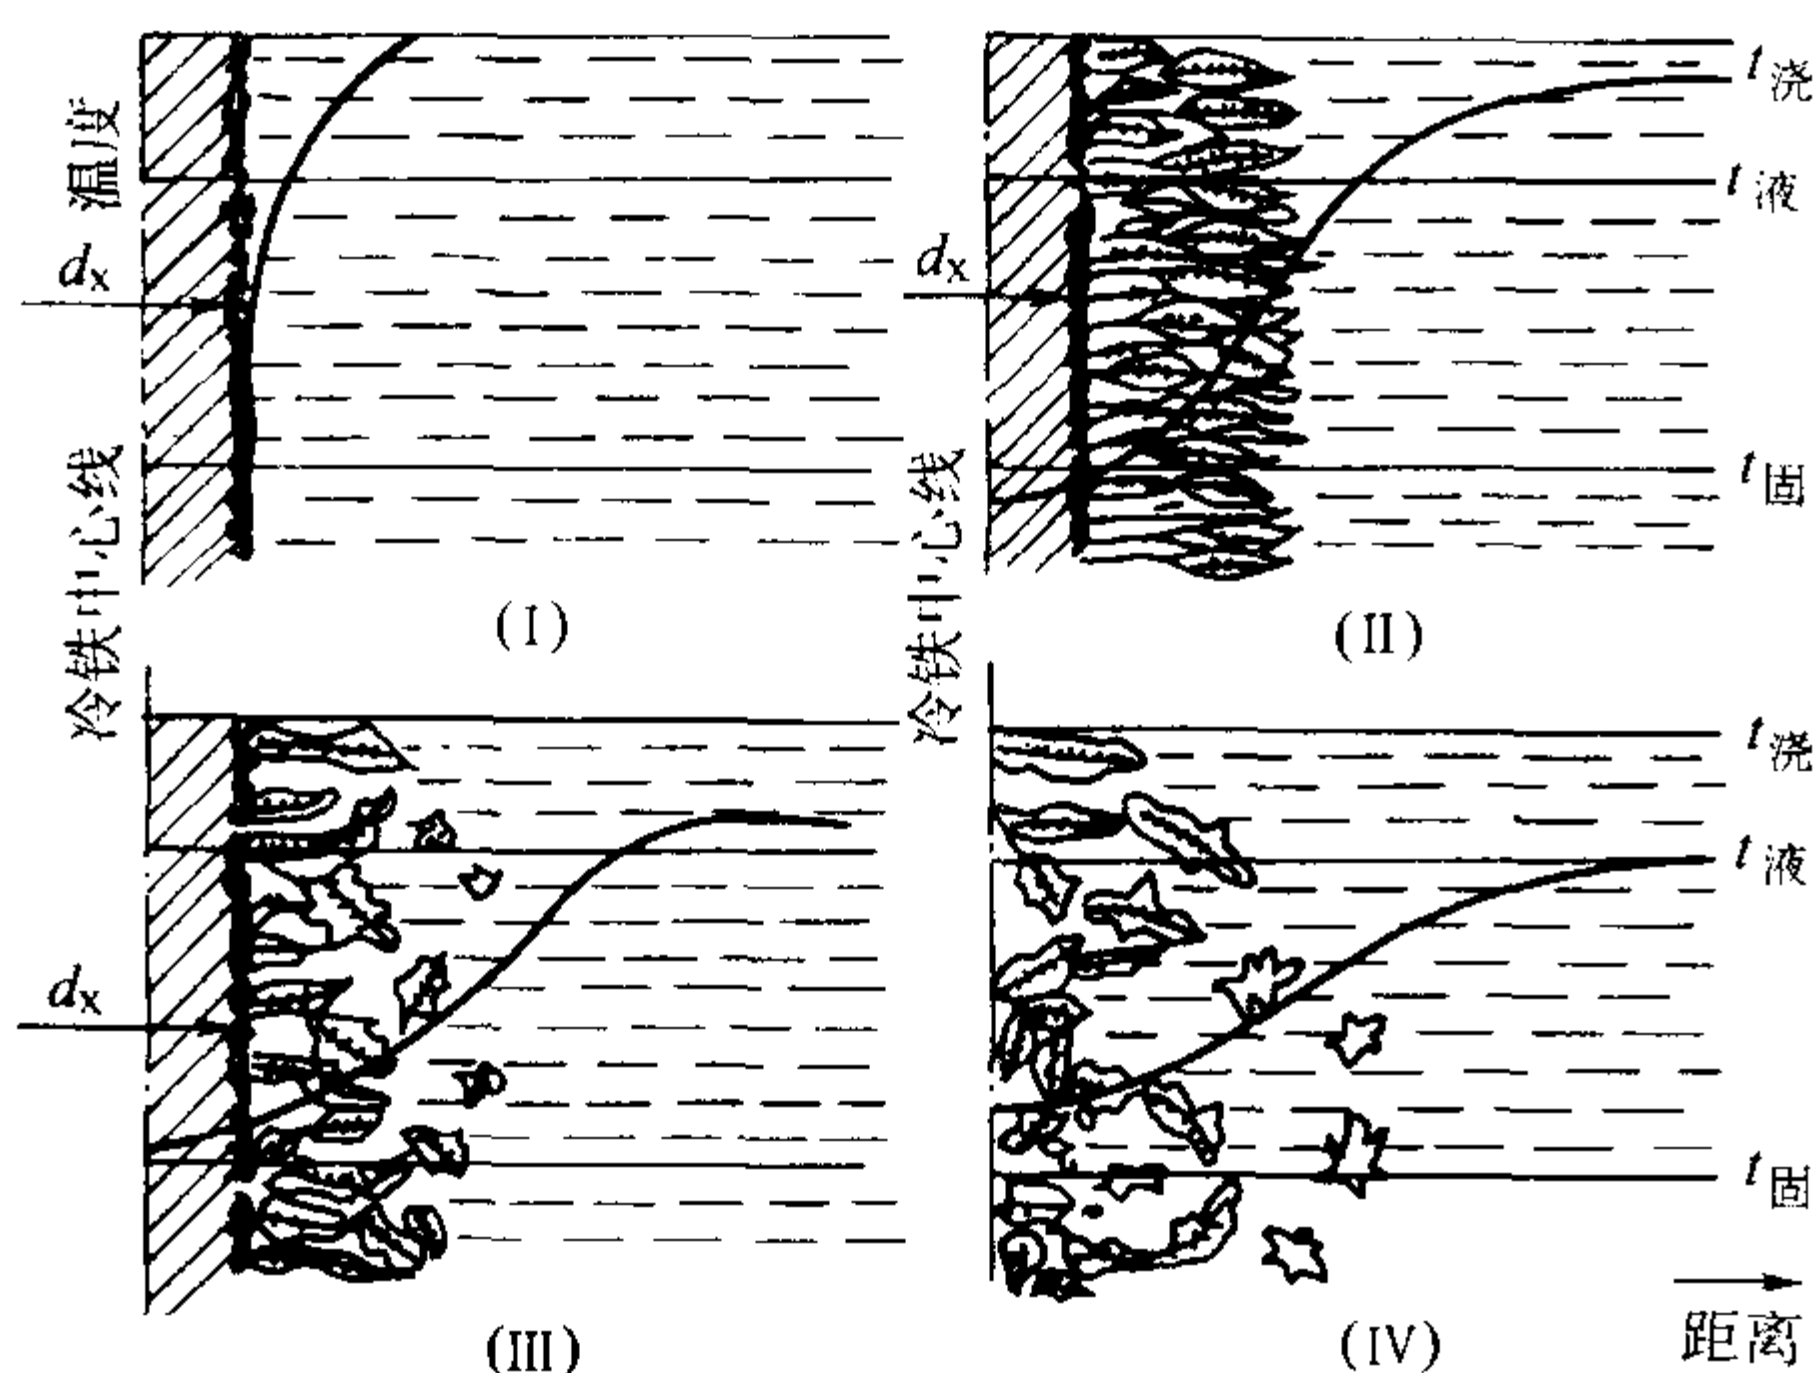 温度
dx
冷铁中心线
(I)
dx
冷铁中心线
t浇
t液
t固
(II)
dx
(III)
t浇
t液
t固
(IV)
距离